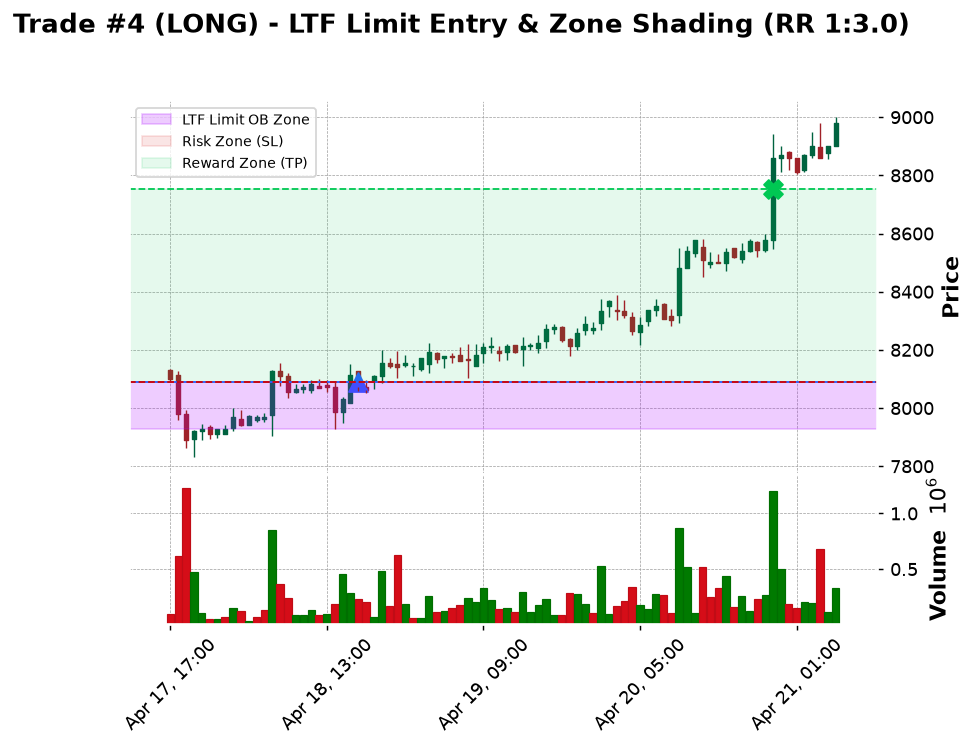 Trade #4 (LONG) - LTF Limit Entry & Zone Shading (RR 1:3.0)
LTF Limit OB Zone
Risk Zone (SL)
Reward Zone (TP)
9000
8800
8600
8400
8200
8000
7800
Price
1.0
0.5
Volume 10⁶
Apr 17, 17:00
Apr 18, 13:00
Apr 19, 09:00
Apr 20, 05:00
Apr 21, 01:00